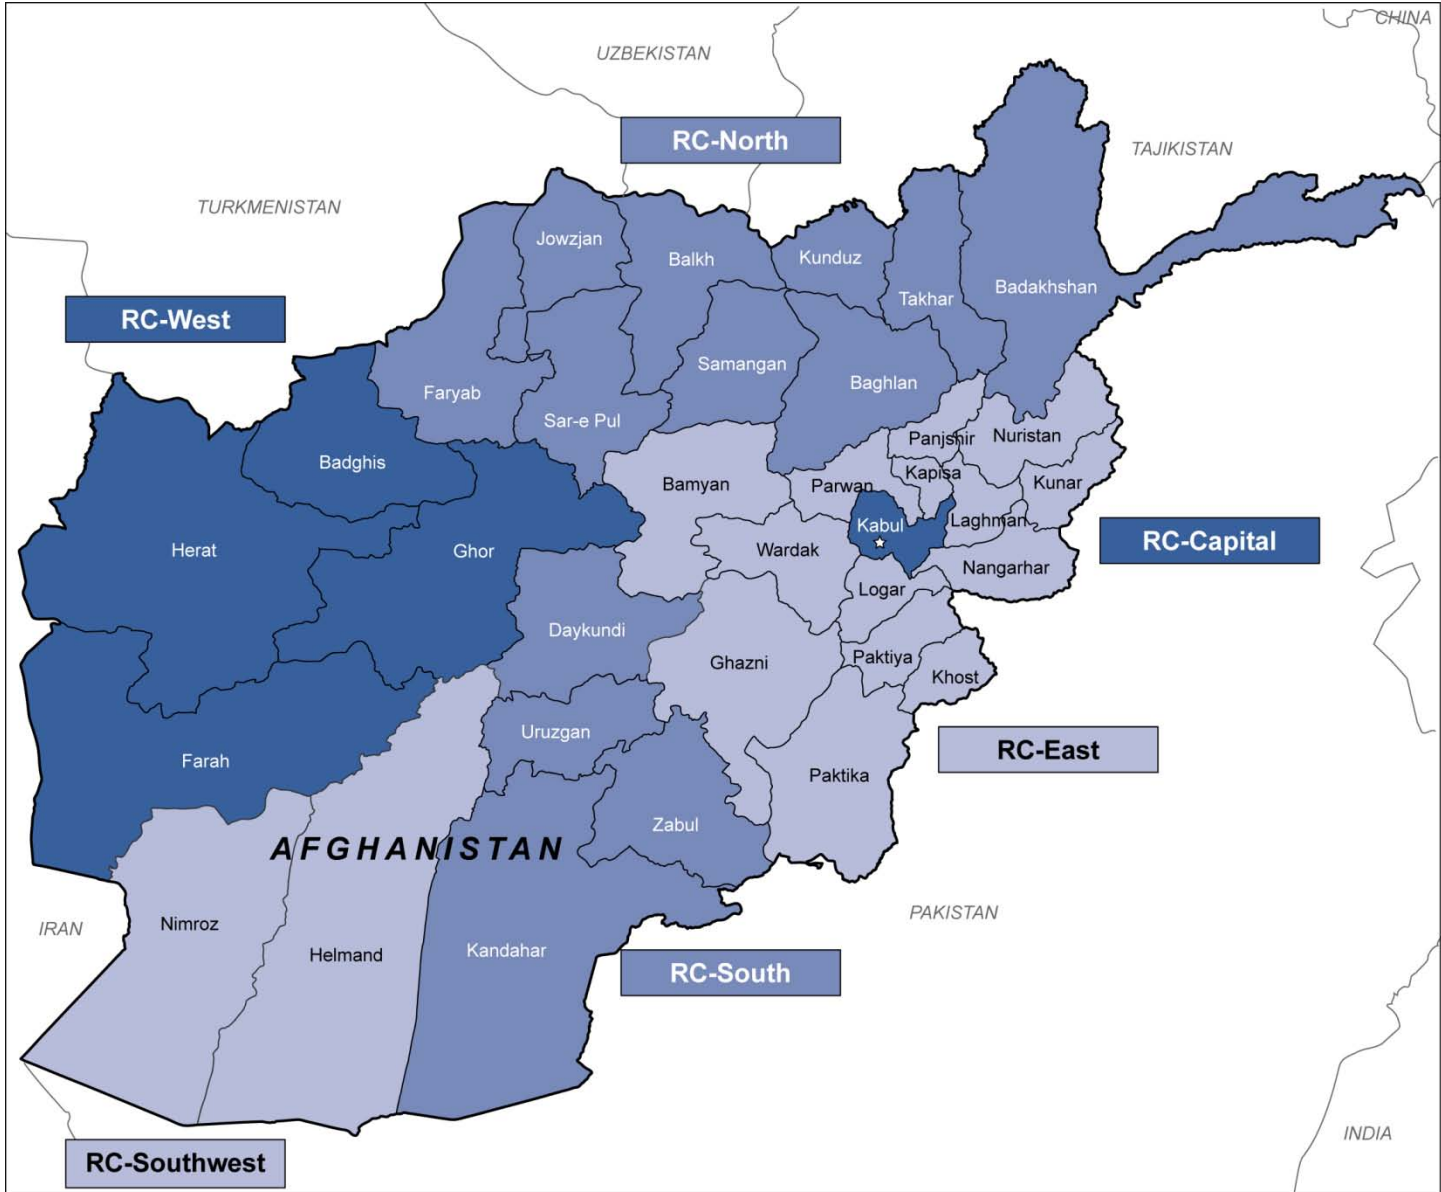 CHINA
UZBEKISTAN
RC-North
TAJIKISTAN
TURKMENISTAN
Jowzjan
Balkh
Kunduz
Takhar
Badakhshan
RC-West
Faryab
Samangan
Baghlan
Sar-e Pul
Badghis
Panjshir
Nuristan
Kapisa
Bamyan
Parwan
Kunar
Herat
Ghor
Wardak
Kabul
Laghman
RC-Capital
Nangarhar
Logar
Daykundi
Ghazni
Paktiya
Khost
Uruzgan
Farah
RC-East
Paktika
Zabul
AFGHANISTAN
IRAN
Nimroz
Helmand
Kandahar
PAKISTAN
RC-South
INDIA
RC-Southwest